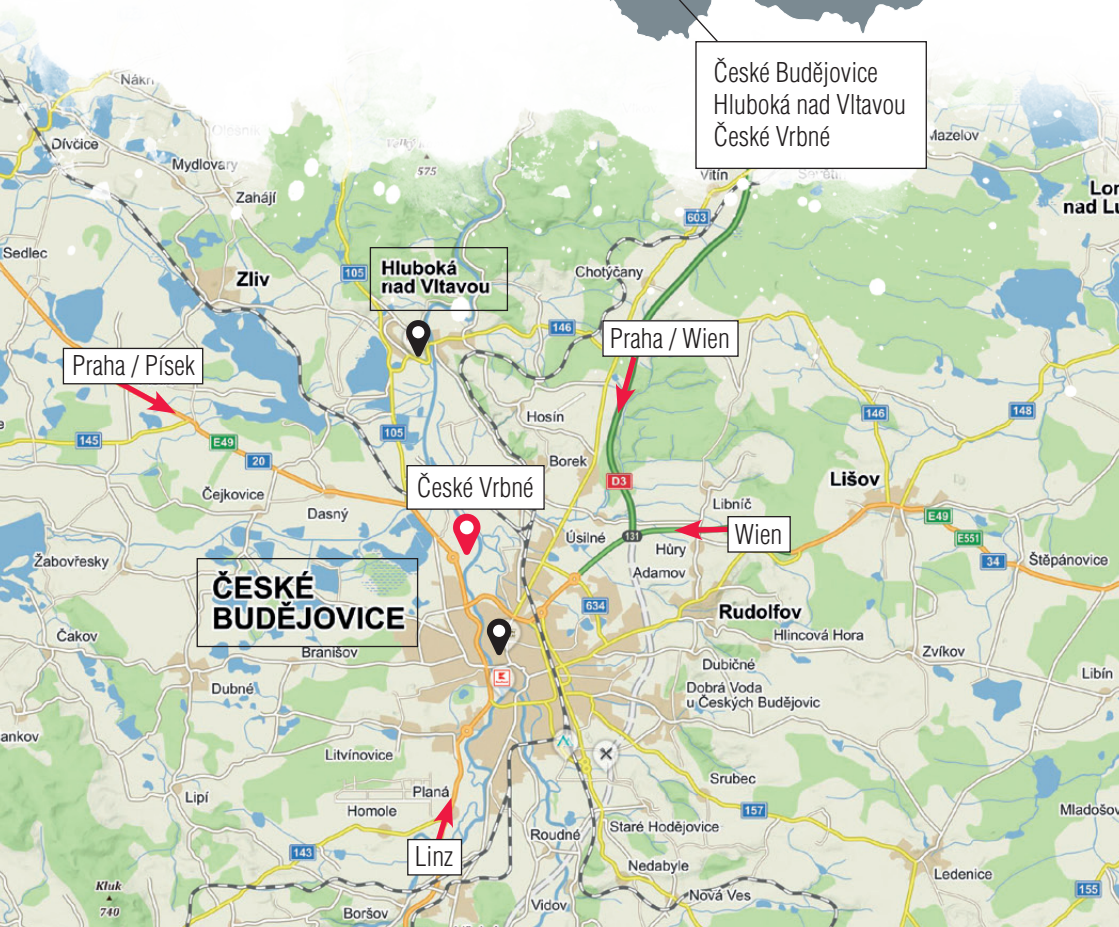 České Budějovice
Hluboká nad Vltavou
České Vrbné
Nákří
Olešník
Dívčice
Mydlovary
575
Mazelov
Vitín
Zahájí
603
Sedlec
Zliv
105
Hluboká
nad Vltavou
Chotýčany
146
Praha / Wien
Praha / Písek
Hosín
146
148
145
E49
105
20
Borek
D3
Lišov
České Vrbné
Čejkovice
Dasný
Libníč
E49
Úsilné
131
Wien
E551
Hůry
34
Štěpánovice
Žabovřesky
Adamov
ČESKÉ
BUDĚJOVICE
634
Rudolfov
Čakov
Hlincová Hora
Branišov
Zvíkov
Dubičné
Libín
Dubné
Dobrá Voda
u Českých Budějovic
Litvínovice
Srubec
Lipí
Planá
Homole
157
Staré Hodějovice
Roudné
143
Linz
Nedabyle
Ledenice
Kluk
740
Nová Ves
155
Boršov
Vidov